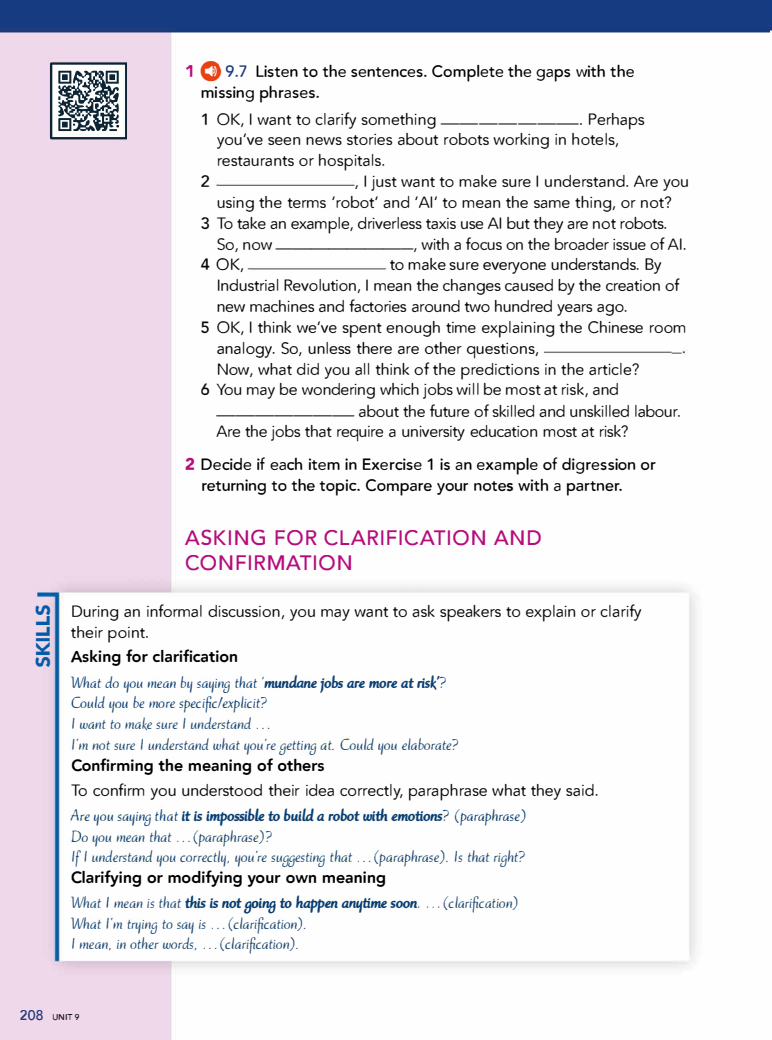 1 9.7 Listen to the sentences. Complete the gaps with the
missing phrases.
1 OK, I want to clarify something ________________. Perhaps
you've seen news stories about robots working in hotels,
restaurants or hospitals.
2 ________________, I just want to make sure I understand. Are you
using the terms 'robot' and 'AI' to mean the same thing, or not?
3 To take an example, driverless taxis use AI but they are not robots.
So, now ________________, with a focus on the broader issue of AI.
4 OK, ________________ to make sure everyone understands. By
Industrial Revolution, I mean the changes caused by the creation of
new machines and factories around two hundred years ago.
5 OK, I think we've spent enough time explaining the Chinese room
analogy. So, unless there are other questions, ________________.
Now, what did you all think of the predictions in the article?
6 You may be wondering which jobs will be most at risk, and
________________ about the future of skilled and unskilled labour.
Are the jobs that require a university education most at risk?
2 Decide if each item in Exercise 1 is an example of digression or
returning to the topic. Compare your notes with a partner.
ASKING FOR CLARIFICATION AND
CONFIRMATION
SKILLS
During an informal discussion, you may want to ask speakers to explain or clarify
their point.
Asking for clarification
What do you mean by saying that 'mundane jobs are more at risk'?
Could you be more specific/explicit?
I want to make sure I understand ...
I'm not sure I understand what you're getting at. Could you elaborate?
Confirming the meaning of others
To confirm you understood their idea correctly, paraphrase what they said.
Are you saying that it is impossible to build a robot with emotions? (paraphrase)
Do you mean that ... (paraphrase)?
If I understand you correctly, you're suggesting that ... (paraphrase). Is that right?
Clarifying or modifying your own meaning
What I mean is that this is not going to happen anytime soon. ... (clarification)
What I'm trying to say is ... (clarification).
I mean, in other words, ... (clarification).
208 UNIT 9